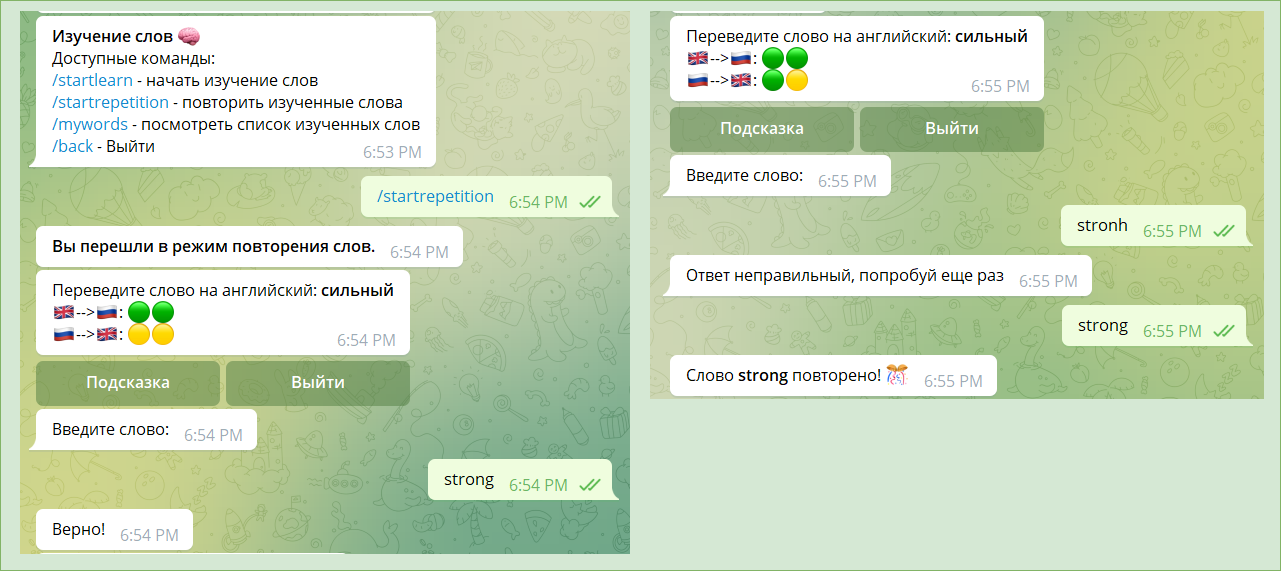 Изучение слов 🧠
Доступные команды:
/startlearn - начать изучение слов
/startrepetition - повторить изученные слова
/mywords - посмотреть список изученных слов
/back - Выйти
6:53 PM
/startrepetition 6:54 PM
Вы перешли в режим повторения слов. 6:54 PM
Переведите слово на английский: сильный
🇬🇧-->🇷🇺: 🟢🟢
🇷🇺-->🇬🇧: 🟡🟡
6:54 PM
Подсказка Выйти
Введите слово: 6:54 PM
strong 6:54 PM
Верно! 6:54 PM
Переведите слово на английский: сильный
🇬🇧-->🇷🇺: 🟢🟢
🇷🇺-->🇬🇧: 🟢🟡
6:55 PM
Подсказка Выйти
Введите слово: 6:55 PM
stronh 6:55 PM
Ответ неправильный, попробуй еще раз 6:55 PM
strong 6:55 PM
Слово strong повторено! 🎊 6:55 PM